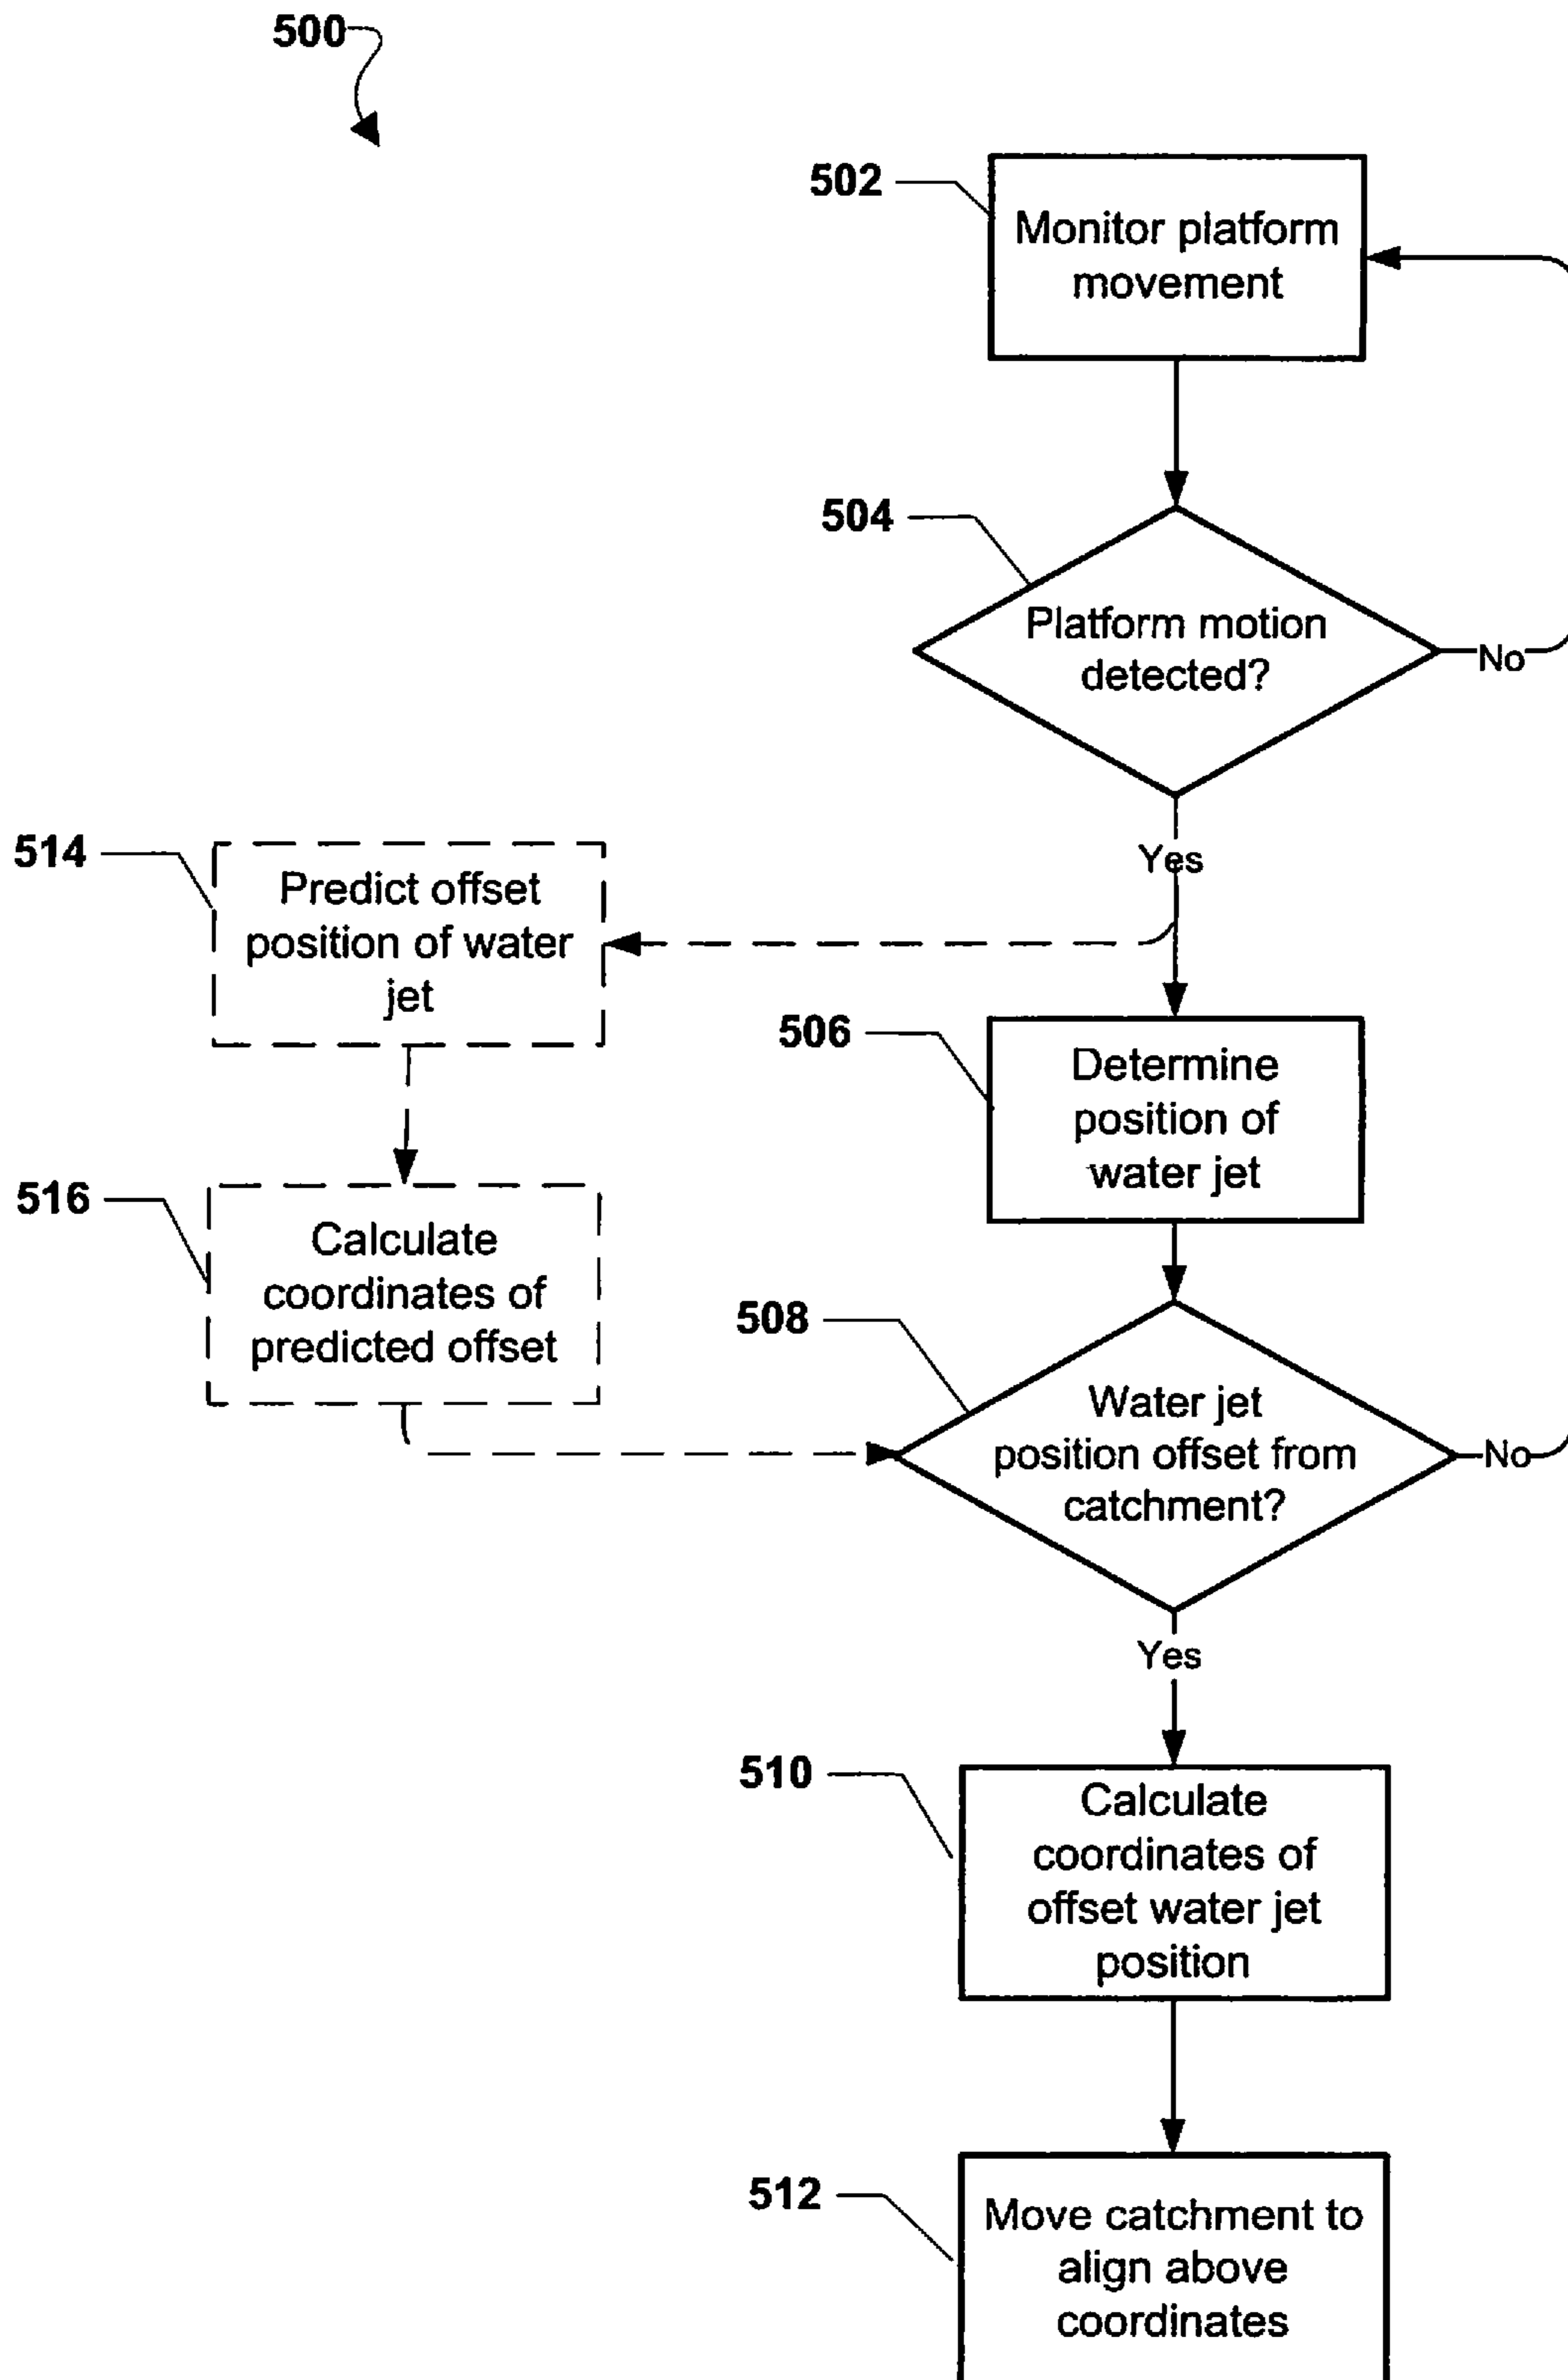 500
502
Monitor platform
movement
504
Platform motion
detected?
No
Yes
514
Predict offset
position of water
jet
506
Determine
position of
water jet
516
Calculate
coordinates of
predicted offset
508
Water jet
position offset from
catchment?
No
Yes
510
Calculate
coordinates of
offset water jet
position
512
Move catchment to
align above
coordinates